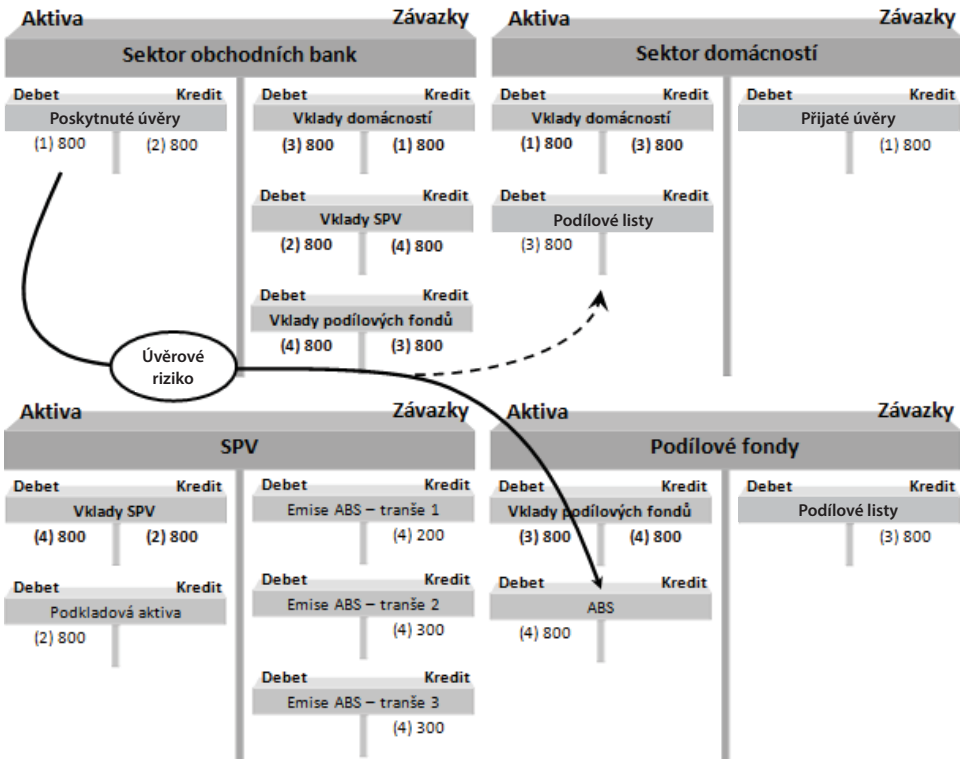 Aktiva Závazky
Sektor obchodních bank
Debet Kredit
Poskytnuté úvěry
(1) 800 (2) 800
Debet Kredit
Vklady domácností
(3) 800 (1) 800
Debet Kredit
Vklady SPV
(2) 800 (4) 800
Debet Kredit
Vklady podílových fondů
(4) 800 (3) 800
Úvěrové
riziko
Aktiva Závazky
Sektor domácností
Debet Kredit
Vklady domácností
(1) 800 (3) 800
Debet Kredit
Podílové listy
(3) 800
Debet Kredit
Přijaté úvěry
(1) 800
Aktiva Závazky
SPV
Debet Kredit
Vklady SPV
(4) 800 (2) 800
Debet Kredit
Podkladová aktiva
(2) 800
Debet Kredit
Emise ABS – tranše 1
(4) 200
Debet Kredit
Emise ABS – tranše 2
(4) 300
Debet Kredit
Emise ABS – tranše 3
(4) 300
Aktiva Závazky
Podílové fondy
Debet Kredit
Vklady podílových fondů
(3) 800 (4) 800
Debet Kredit
ABS
(4) 800
Debet Kredit
Podílové listy
(3) 800